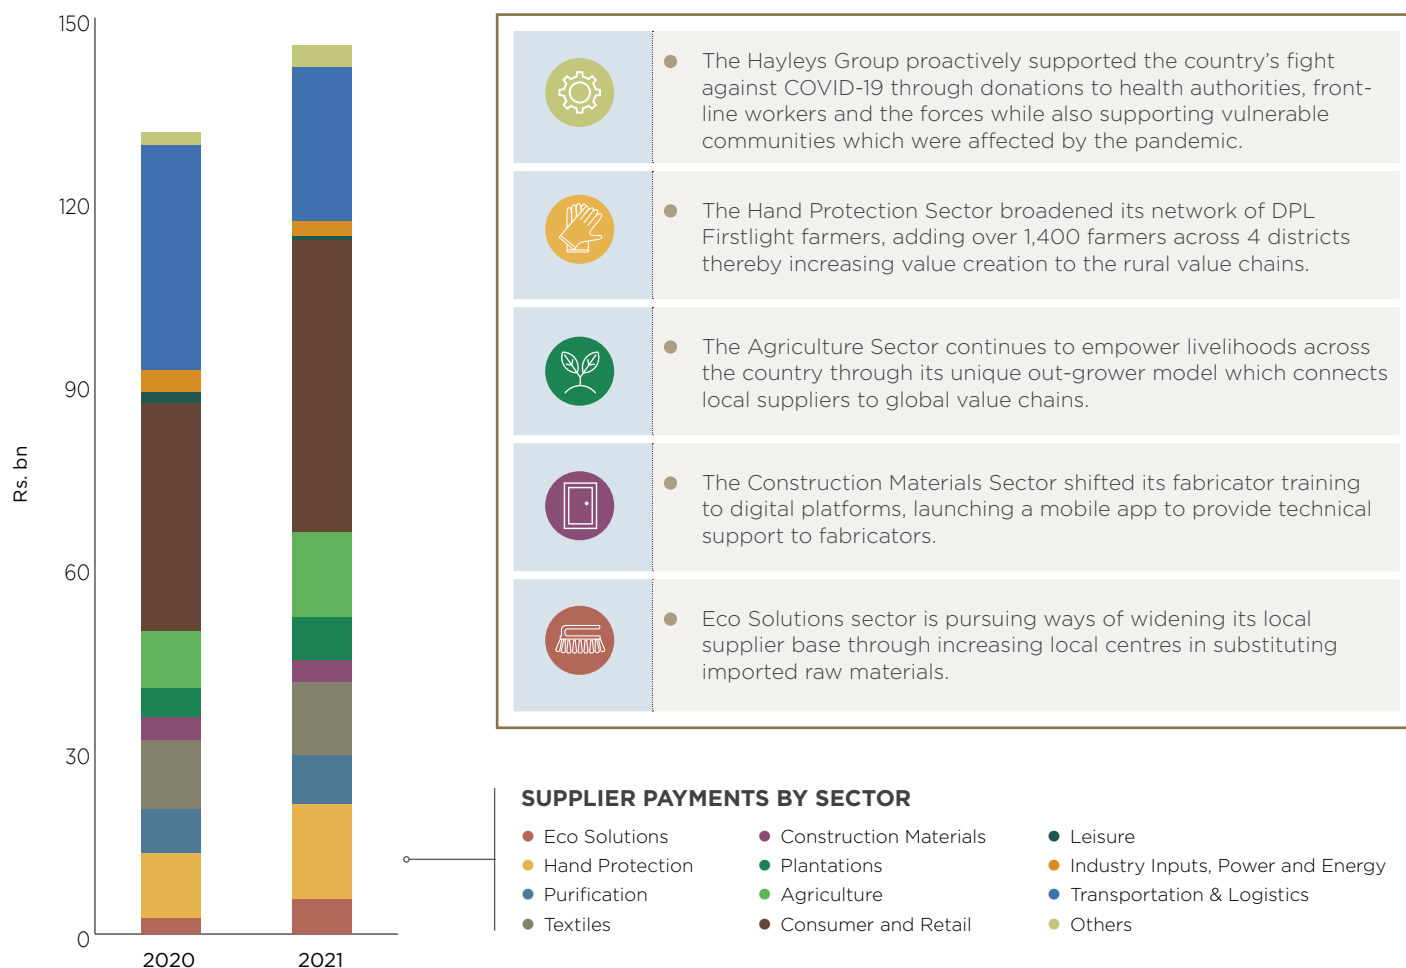 150
120
90
60
30
0
Rs. bn
2020
2021
The Hayleys Group proactively supported the country’s fight
against COVID-19 through donations to health authorities, front-
line workers and the forces while also supporting vulnerable
communities which were affected by the pandemic.
The Hand Protection Sector broadened its network of DPL
Firstlight farmers, adding over 1,400 farmers across 4 districts
thereby increasing value creation to the rural value chains.
The Agriculture Sector continues to empower livelihoods across
the country through its unique out-grower model which connects
local suppliers to global value chains.
The Construction Materials Sector shifted its fabricator training
to digital platforms, launching a mobile app to provide technical
support to fabricators.
Eco Solutions sector is pursuing ways of widening its local
supplier base through increasing local centres in substituting
imported raw materials.
SUPPLIER PAYMENTS BY SECTOR
Eco Solutions
Hand Protection
Purification
Textiles
Construction Materials
Plantations
Agriculture
Consumer and Retail
Leisure
Industry Inputs, Power and Energy
Transportation & Logistics
Others